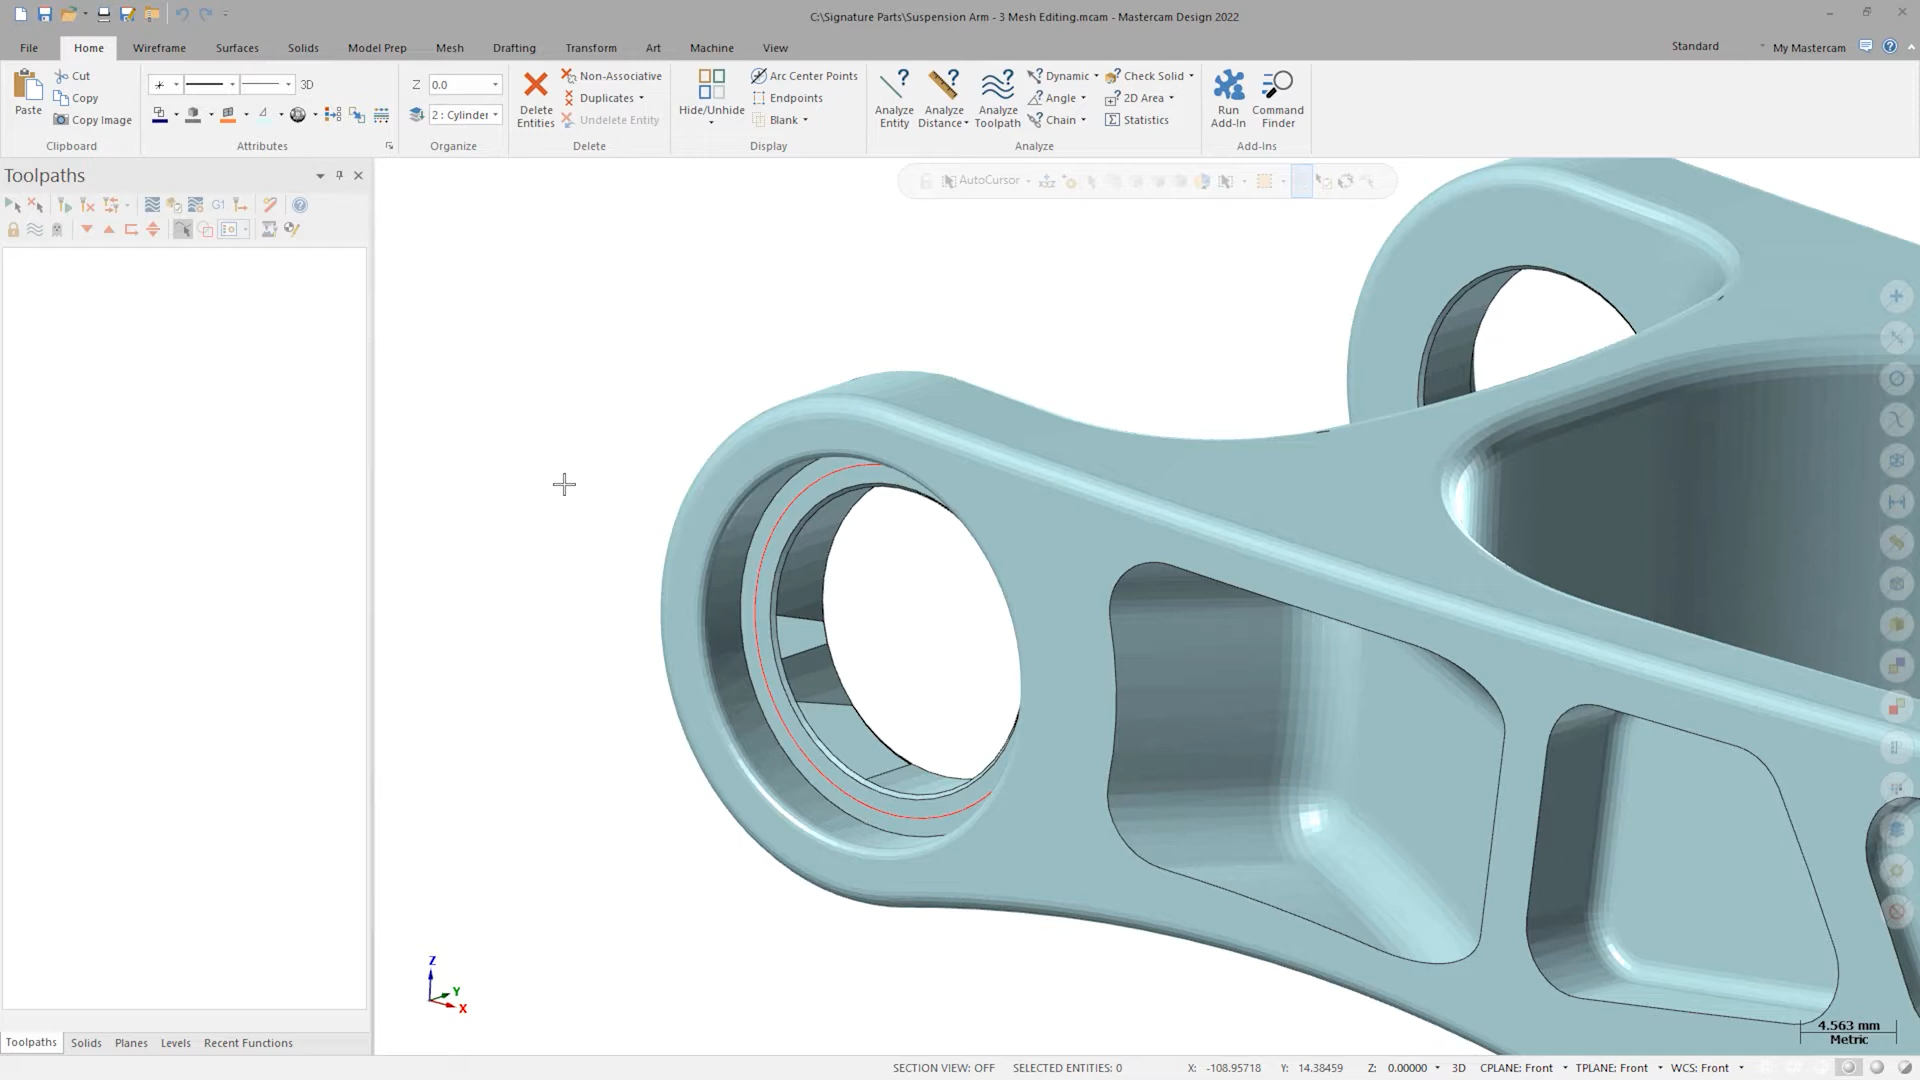 C:\Signature Parts\Suspension Arm - 3 Mesh Editing.mcam - Mastercam Design 2022
File Home Wireframe Surfaces Solids Model Prep Mesh Drafting Transform Art Machine View Standard My Mastercam
Paste Cut Copy Copy Image
Clipboard
3D
Attributes
Z 0.0
2 : Cylinder
Organize
Delete Entities Non-Associative Duplicates Undelete Entity
Delete
Hide/Unhide Arc Center Points Endpoints Blank
Display
Analyze Entity Analyze Distance Analyze Toolpath Dynamic Angle Chain Check Solid 2D Area Statistics
Analyze
Run Add-In Command Finder
Add-Ins
Toolpaths
G1
AutoCursor
XYZ
Z
Y
X
4.563 mm
Metric
Toolpaths Solids Planes Levels Recent Functions
SECTION VIEW: OFF SELECTED ENTITIES: 0 X: -108.95718 Y: 14.38459 Z: 0.00000 3D CPLANE: Front TPLANE: Front WCS: Front